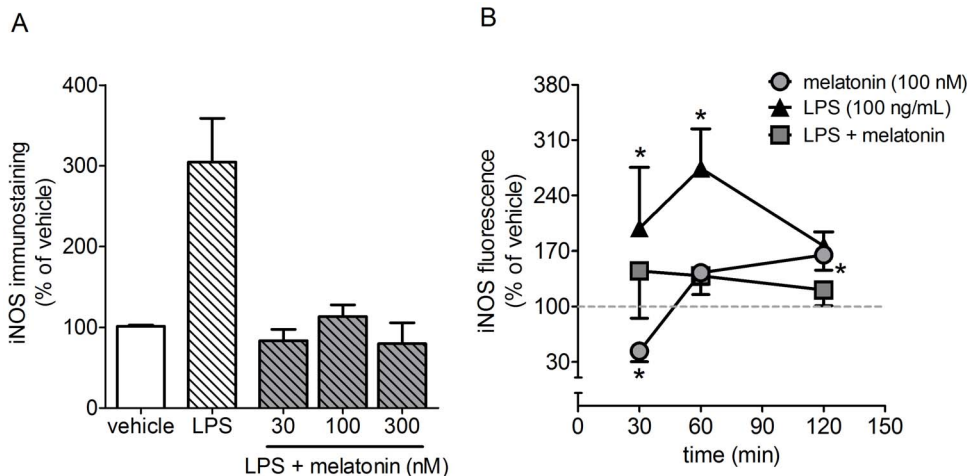 A
iNOS immunostaining
(% of vehicle)
400
300
200
100
0
vehicle
LPS
30
100
300
LPS + melatonin (nM)
B
iNOS fluorescence
(% of vehicle)
380
310
240
170
100
30
0
30
60
90
120
150
time (min)
melatonin (100 nM)
LPS (100 ng/mL)
LPS + melatonin
*
*
*
*